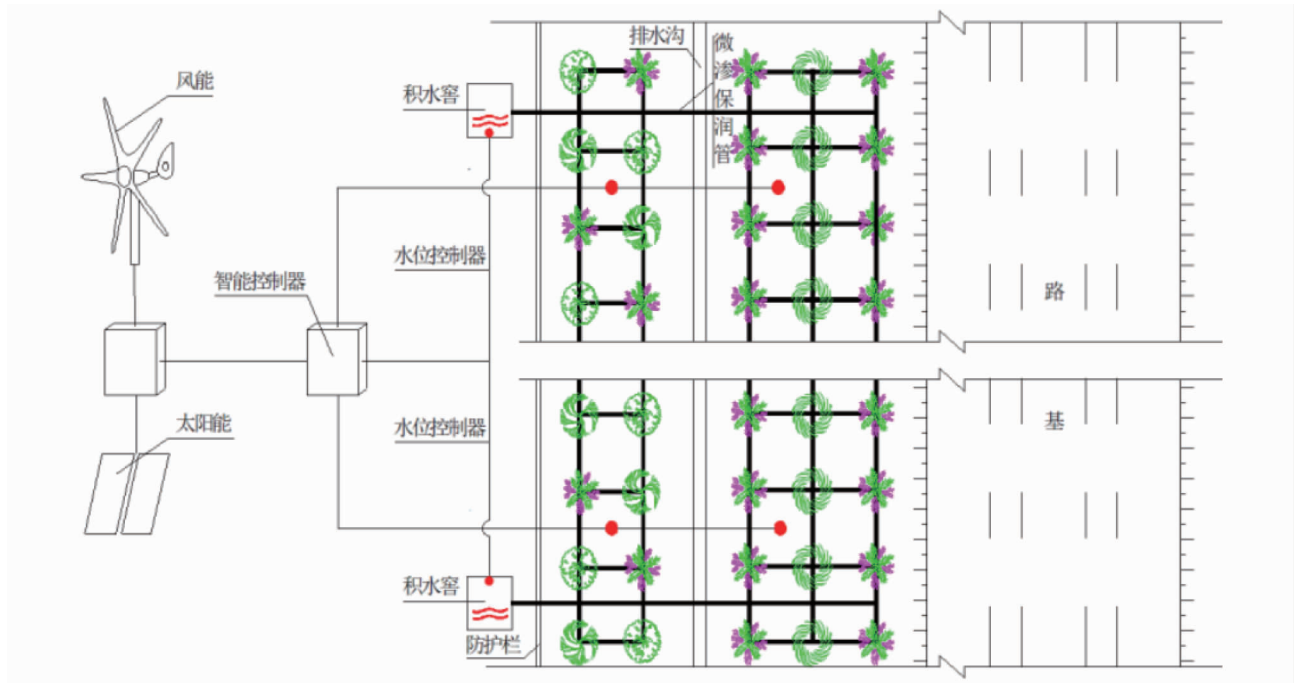 排水沟
微渗保润管
风能
积水窖
水位控制器
智能控制器
路
太阳能
水位控制器
基
积水窖
防护栏